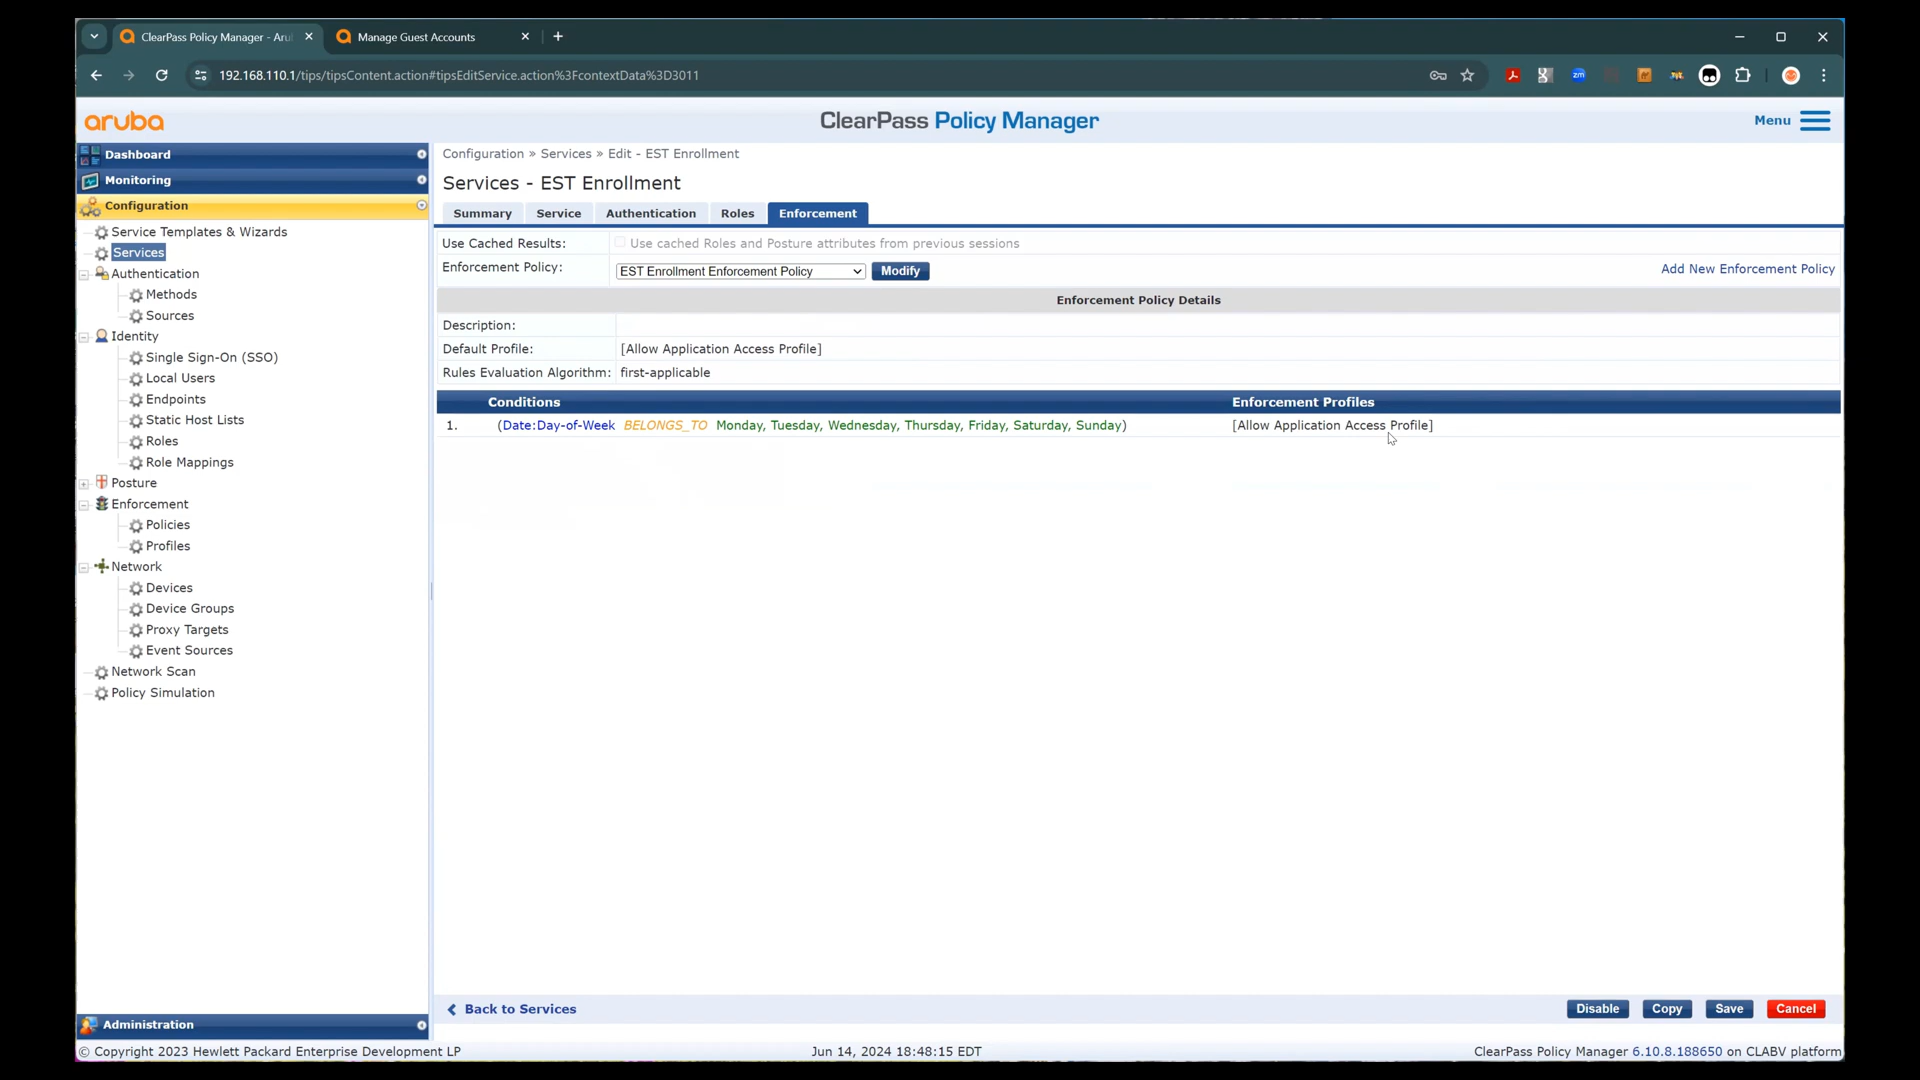 ClearPass Policy Manager - Aru
Manage Guest Accounts
192.168.110.1/tips/tipsContent.action#tipsEditService.action%3FcontextData%3D3011
aruba
ClearPass Policy Manager
Menu
Dashboard
Monitoring
Configuration
Service Templates & Wizards
Services
Authentication
Methods
Sources
Identity
Single Sign-On (SSO)
Local Users
Endpoints
Static Host Lists
Roles
Role Mappings
Posture
Enforcement
Policies
Profiles
Network
Devices
Device Groups
Proxy Targets
Event Sources
Network Scan
Policy Simulation
Administration
Configuration » Services » Edit - EST Enrollment
Services - EST Enrollment
Summary Service Authentication Roles Enforcement
Use Cached Results: Use cached Roles and Posture attributes from previous sessions
Enforcement Policy: EST Enrollment Enforcement Policy Modify Add New Enforcement Policy
Enforcement Policy Details
Description:
Default Profile: [Allow Application Access Profile]
Rules Evaluation Algorithm: first-applicable
Conditions Enforcement Profiles
1. (Date:Day-of-Week BELONGS_TO Monday, Tuesday, Wednesday, Thursday, Friday, Saturday, Sunday) [Allow Application Access Profile]
Back to Services Disable Copy Save Cancel
© Copyright 2023 Hewlett Packard Enterprise Development LP Jun 14, 2024 18:48:15 EDT ClearPass Policy Manager 6.10.8.188650 on CLABV platform